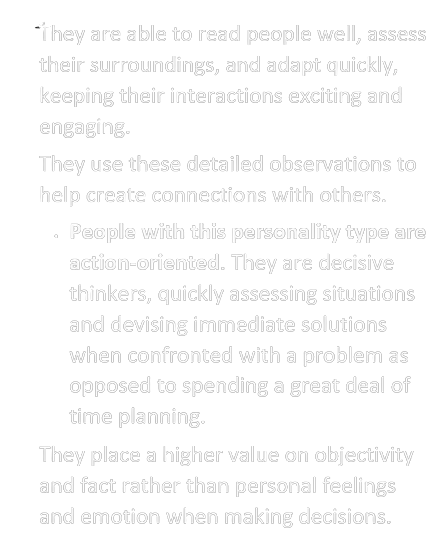 They are able to read people well, assess
their surroundings, and adapt quickly,
keeping their interactions exciting and
engaging.
They use these detailed observations to
help create connections with others.
• People with this personality type are
action-oriented. They are decisive
thinkers, quickly assessing situations
and devising immediate solutions
when confronted with a problem as
opposed to spending a great deal of
time planning.
They place a higher value on objectivity
and fact rather than personal feelings
and emotion when making decisions.